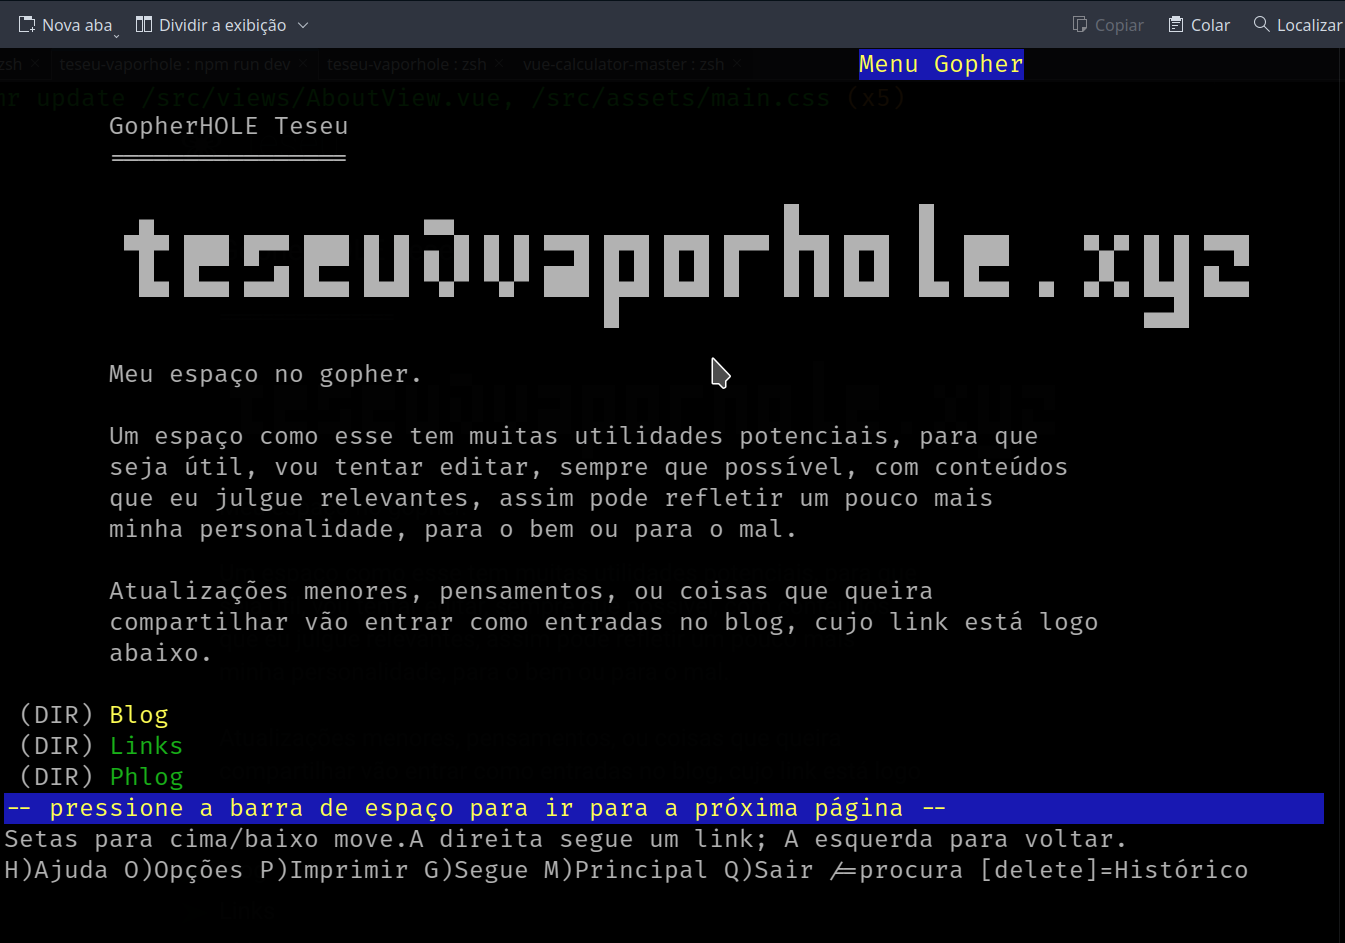 Nova aba Dividir a exibição Copiar Colar Localizar
zsh × teseu-vaporhole : npm run dev × teseu-vaporhole : zsh × vue-calculator-master : zsh × Menu Gopher
update /src/views/AboutView.vue, /src/assets/main.css (x5)
GopherHOLE Teseu
teseu@vaporhole.xyz
Meu espaço no gopher.
Um espaço como esse tem muitas utilidades potenciais, para que
seja útil, vou tentar editar, sempre que possível, com conteúdos
que eu julgue relevantes, assim pode refletir um pouco mais
minha personalidade, para o bem ou para o mal.
Atualizações menores, pensamentos, ou coisas que queira
compartilhar vão entrar como entradas no blog, cujo link está logo
abaixo.
(DIR) Blog
(DIR) Links
(DIR) Phlog
-- pressione a barra de espaço para ir para a próxima página --
Setas para cima/baixo move.A direita segue um link; A esquerda para voltar.
H)Ajuda O)Opções P)Imprimir G)Segue M)Principal Q)Sair /=procura [delete]=Histórico
Links